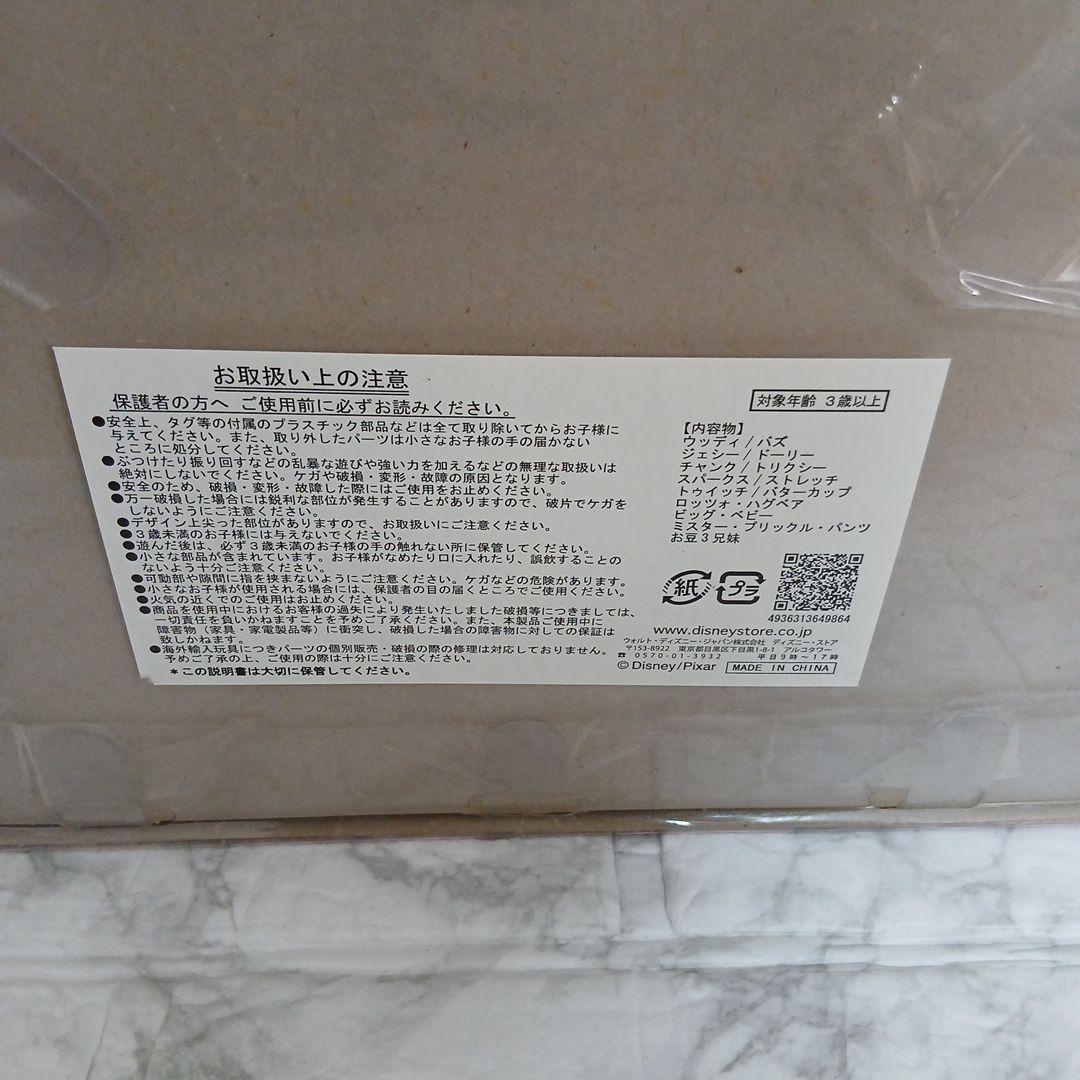 お取扱い上の注意
保護者の方へ ご使用前に必ずお読みください。
●安全上、タグ等の付属のプラスチック部品などは全て取り除いてからお子様に
与えてください。また、取り外したパーツは小さなお子様の手の届かない
ところに処分してください。
●ぶつけたり振り回すなどの乱暴な遊びや強い力を加えるなどの無理な取扱いは
絶対にしないでください。ケガや破損・変形・故障の原因となります。
●安全のため、破損・変形・故障した際にはご使用をお止めください。
●万一破損した場合には鋭利な部位が発生することがありますので、破片でケガを
しないようにご注意ください。
●デザイン上尖った部位がありますので、お取扱いにご注意ください。
●３歳未満のお子様には与えないでください。
●遊んだ後は、必ず３歳未満のお子様の手の触れない所に保管してください。
●小さな部品が含まれています。お子様がなめたり口に入れたり、誤飲することの
ないよう十分ご注意ください。
●可動部や隙間に指を挟まないようにご注意ください。ケガなどの危険があります。
●小さなお子様が使用される場合には、保護者の目の届くところでご使用ください。
●火気の近くでのご使用はお止めください。
●商品を使用中におけるお客様の過失により発生いたしました破損等につきましては、
一切責任を負いかねますことを予めご了承ください。また、本製品ご使用中に
障害物（家具・家電製品等）に衝突し、破損した場合の障害物に対しての保証は
致しかねます。
●海外輸入玩具につきパーツの個別販売・破損の際の修理は対応しておりません。
予めご了承の上、ご使用の際は十分にご注意ください。
＊この説明書は大切に保管してください。
対象年齢 ３歳以上
【内容物】
ウッディ/バズ
ジェシー/ドーリー
チャンク/トリクシー
スパークス/ストレッチ
トゥイッチ/バターカップ
ロッツォ・ハグベア
ビッグ・ベビー
ミスター・プリックル・パンツ
お豆３兄妹
紙 プラ
4936313649864
www.disneystore.co.jp
ウォルト・ディズニー・ジャパン株式会社 ディズニー・ストア
〒153-8922 東京都目黒区下目黒1-8-1 アルコタワー
☎ 0570-01-3932 平日９時～１７時
©Disney/Pixar MADE IN CHINA